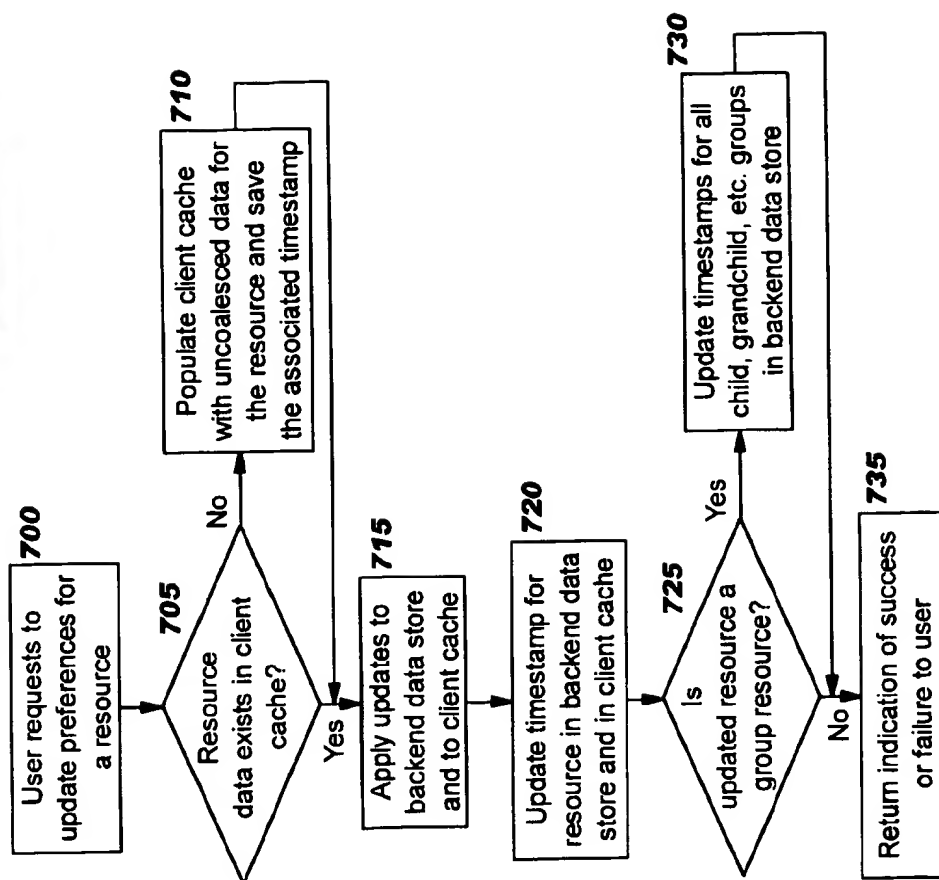 700
User requests to
update preferences for
a resource
705
Resource
data exists in client
cache?
No
Yes
710
Populate client cache
with uncoalesced data for
the resource and save
the associated timestamp
715
Apply updates to
backend data store
and to client cache
720
Update timestamp for
resource in backend data
store and in client cache
725
Is
updated resource a
group resource?
Yes
No
730
Update timestamps for all
child, grandchild, etc. groups
in backend data store
735
Return indication of success
or failure to user